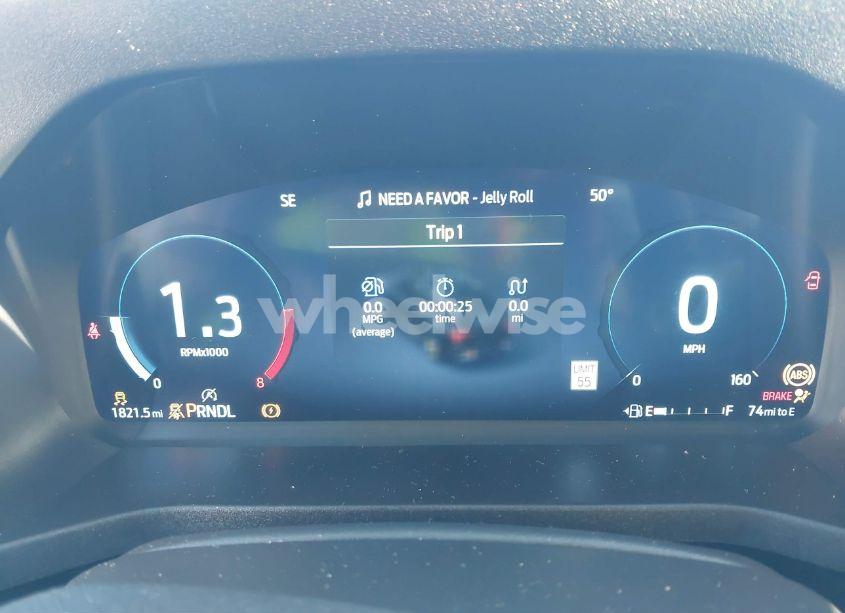 SE
NEED A FAVOR - Jelly Roll
50°
Trip 1
1.3
RPMx1000
0
8
0.0
MPG
(average)
00:00:25
time
0.0
mi
wheelwise
0
MPH
0
160
LIMIT
55
ABS
BRAKE
1821.5 mi
PRNDL
E
F
74 mi to E